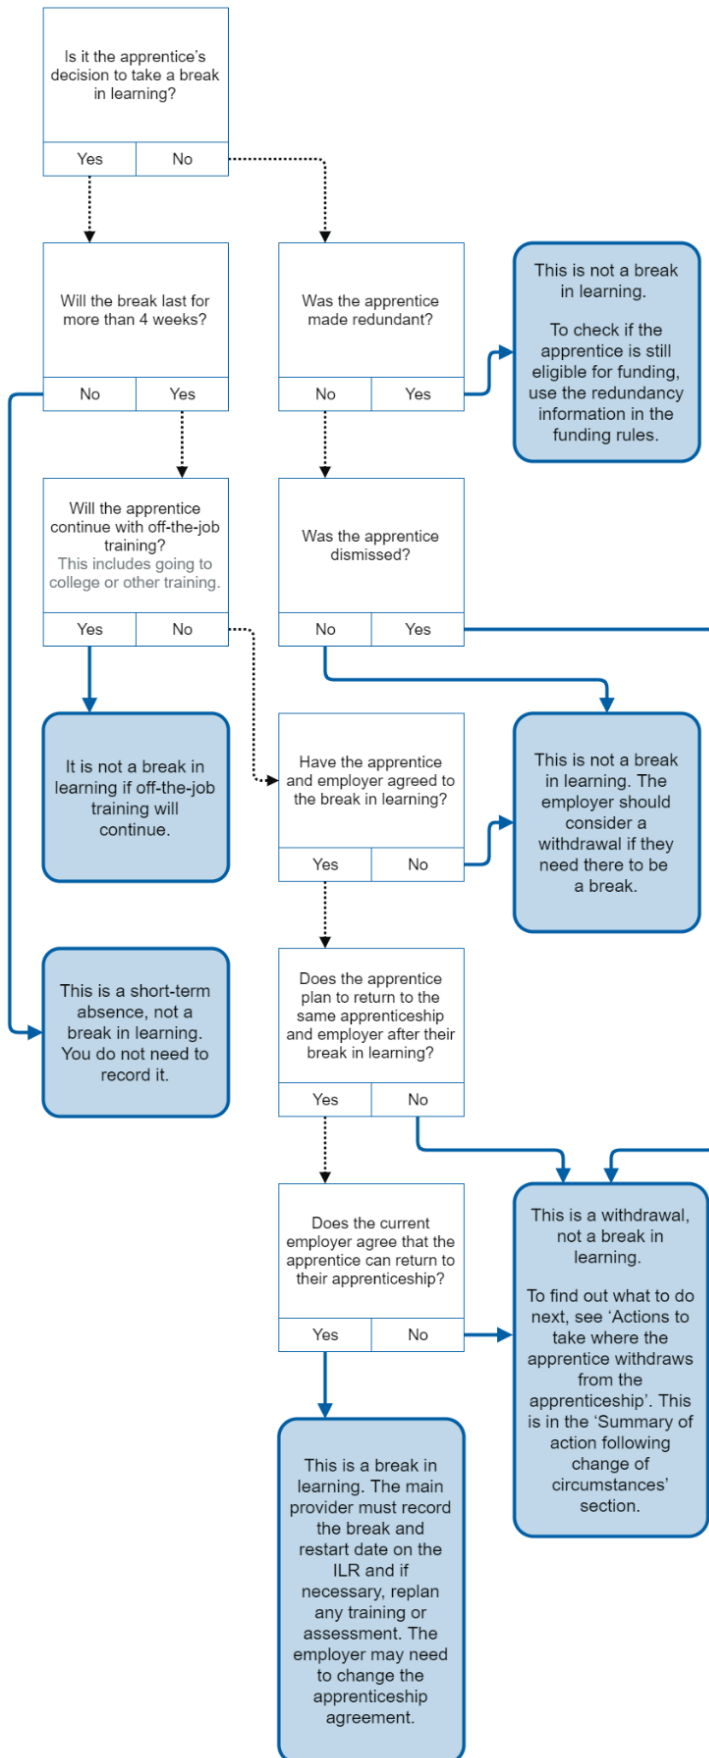 Is it the apprentice's
decision to take a break
in learning?
Yes
No
Will the break last for
more than 4 weeks?
No
Yes
Was the apprentice
made redundant?
No
Yes
This is not a break
in learning.
To check if the
apprentice is still
eligible for funding,
use the redundancy
information in the
funding rules.
Will the apprentice
continue with off-the-job
training?
This includes going to
college or other training.
Yes
No
Was the apprentice
dismissed?
No
Yes
It is not a break in
learning if off-the-job
training will
continue.
Have the apprentice
and employer agreed to
the break in learning?
Yes
No
This is not a break
in learning. The
employer should
consider a
withdrawal if they
need there to be
a break.
This is a short-term
absence, not a
break in learning.
You do not need to
record it.
Does the apprentice
plan to return to the
same apprenticeship
and employer after their
break in learning?
Yes
No
Does the current
employer agree that the
apprentice can return to
their apprenticeship?
Yes
No
This is a withdrawal,
not a break in
learning.
To find out what to do
next, see ‘Actions to
take where the
apprentice withdraws
from the
apprenticeship’. This
is in the ‘Summary of
action following
change of
circumstances’
section.
This is a break in
learning. The main
provider must record
the break and
restart date on the
ILR and if
necessary, replan
any training or
assessment. The
employer may need
to change the
apprenticeship
agreement.